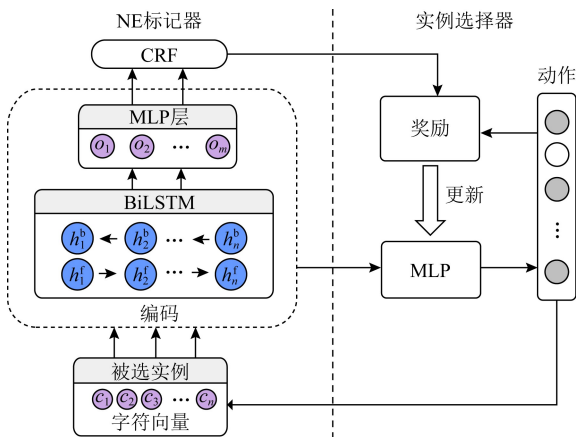 NE标记器
实例选择器
CRF
动作
MLP层
奖励
o₁ o₂ ··· oₘ
BiLSTM
更新
h₁ᵇ h₂ᵇ ··· hₙᵇ
MLP
h₁ᶠ h₂ᶠ ··· hₙᶠ
⋮
编码
被选实例
c₁ c₂ c₃ ··· cₙ
字符向量